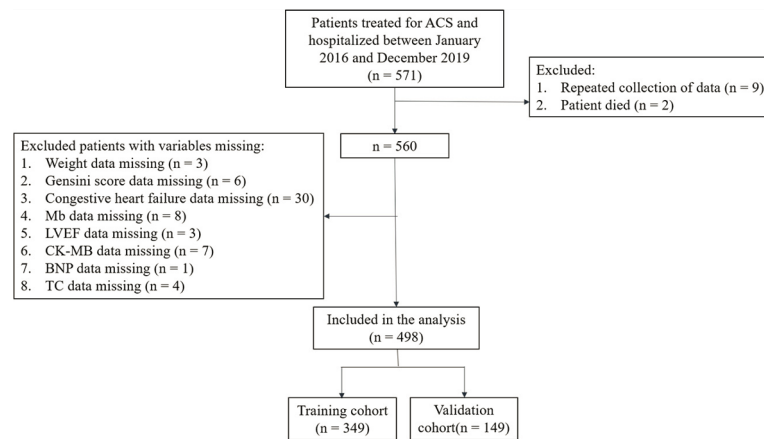 Patients treated for ACS and
hospitalized between January
2016 and December 2019
(n = 571)
Excluded:
1. Repeated collection of data (n = 9)
2. Patient died (n = 2)
n = 560
Excluded patients with variables missing:
1. Weight data missing (n = 3)
2. Gensini score data missing (n = 6)
3. Congestive heart failure data missing (n = 30)
4. Mb data missing (n = 8)
5. LVEF data missing (n = 3)
6. CK-MB data missing (n = 7)
7. BNP data missing (n = 1)
8. TC data missing (n = 4)
Included in the analysis
(n = 498)
Training cohort
(n = 349)
Validation
cohort(n = 149)